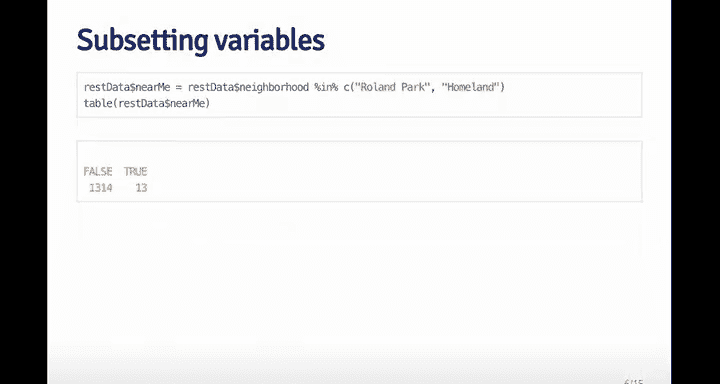 Subsetting variables
restData$nearMe = restData$neighborhood %in% c("Roland Park", "Homeland")
table(restData$nearMe)
FALSE TRUE
1314 13